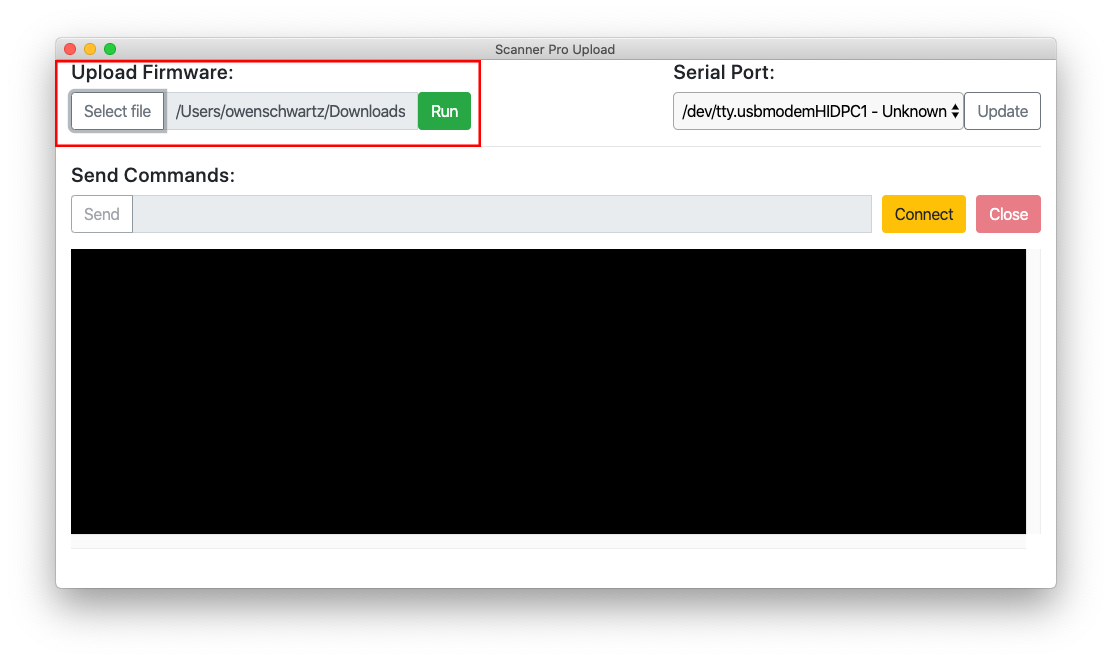 Scanner Pro Upload
Upload Firmware:
Serial Port:
Select file /Users/owenschwartz/Downloads Run
/dev/tty.usbmodemHIDPC1 - Unknown Update
Send Commands:
Send Connect Close